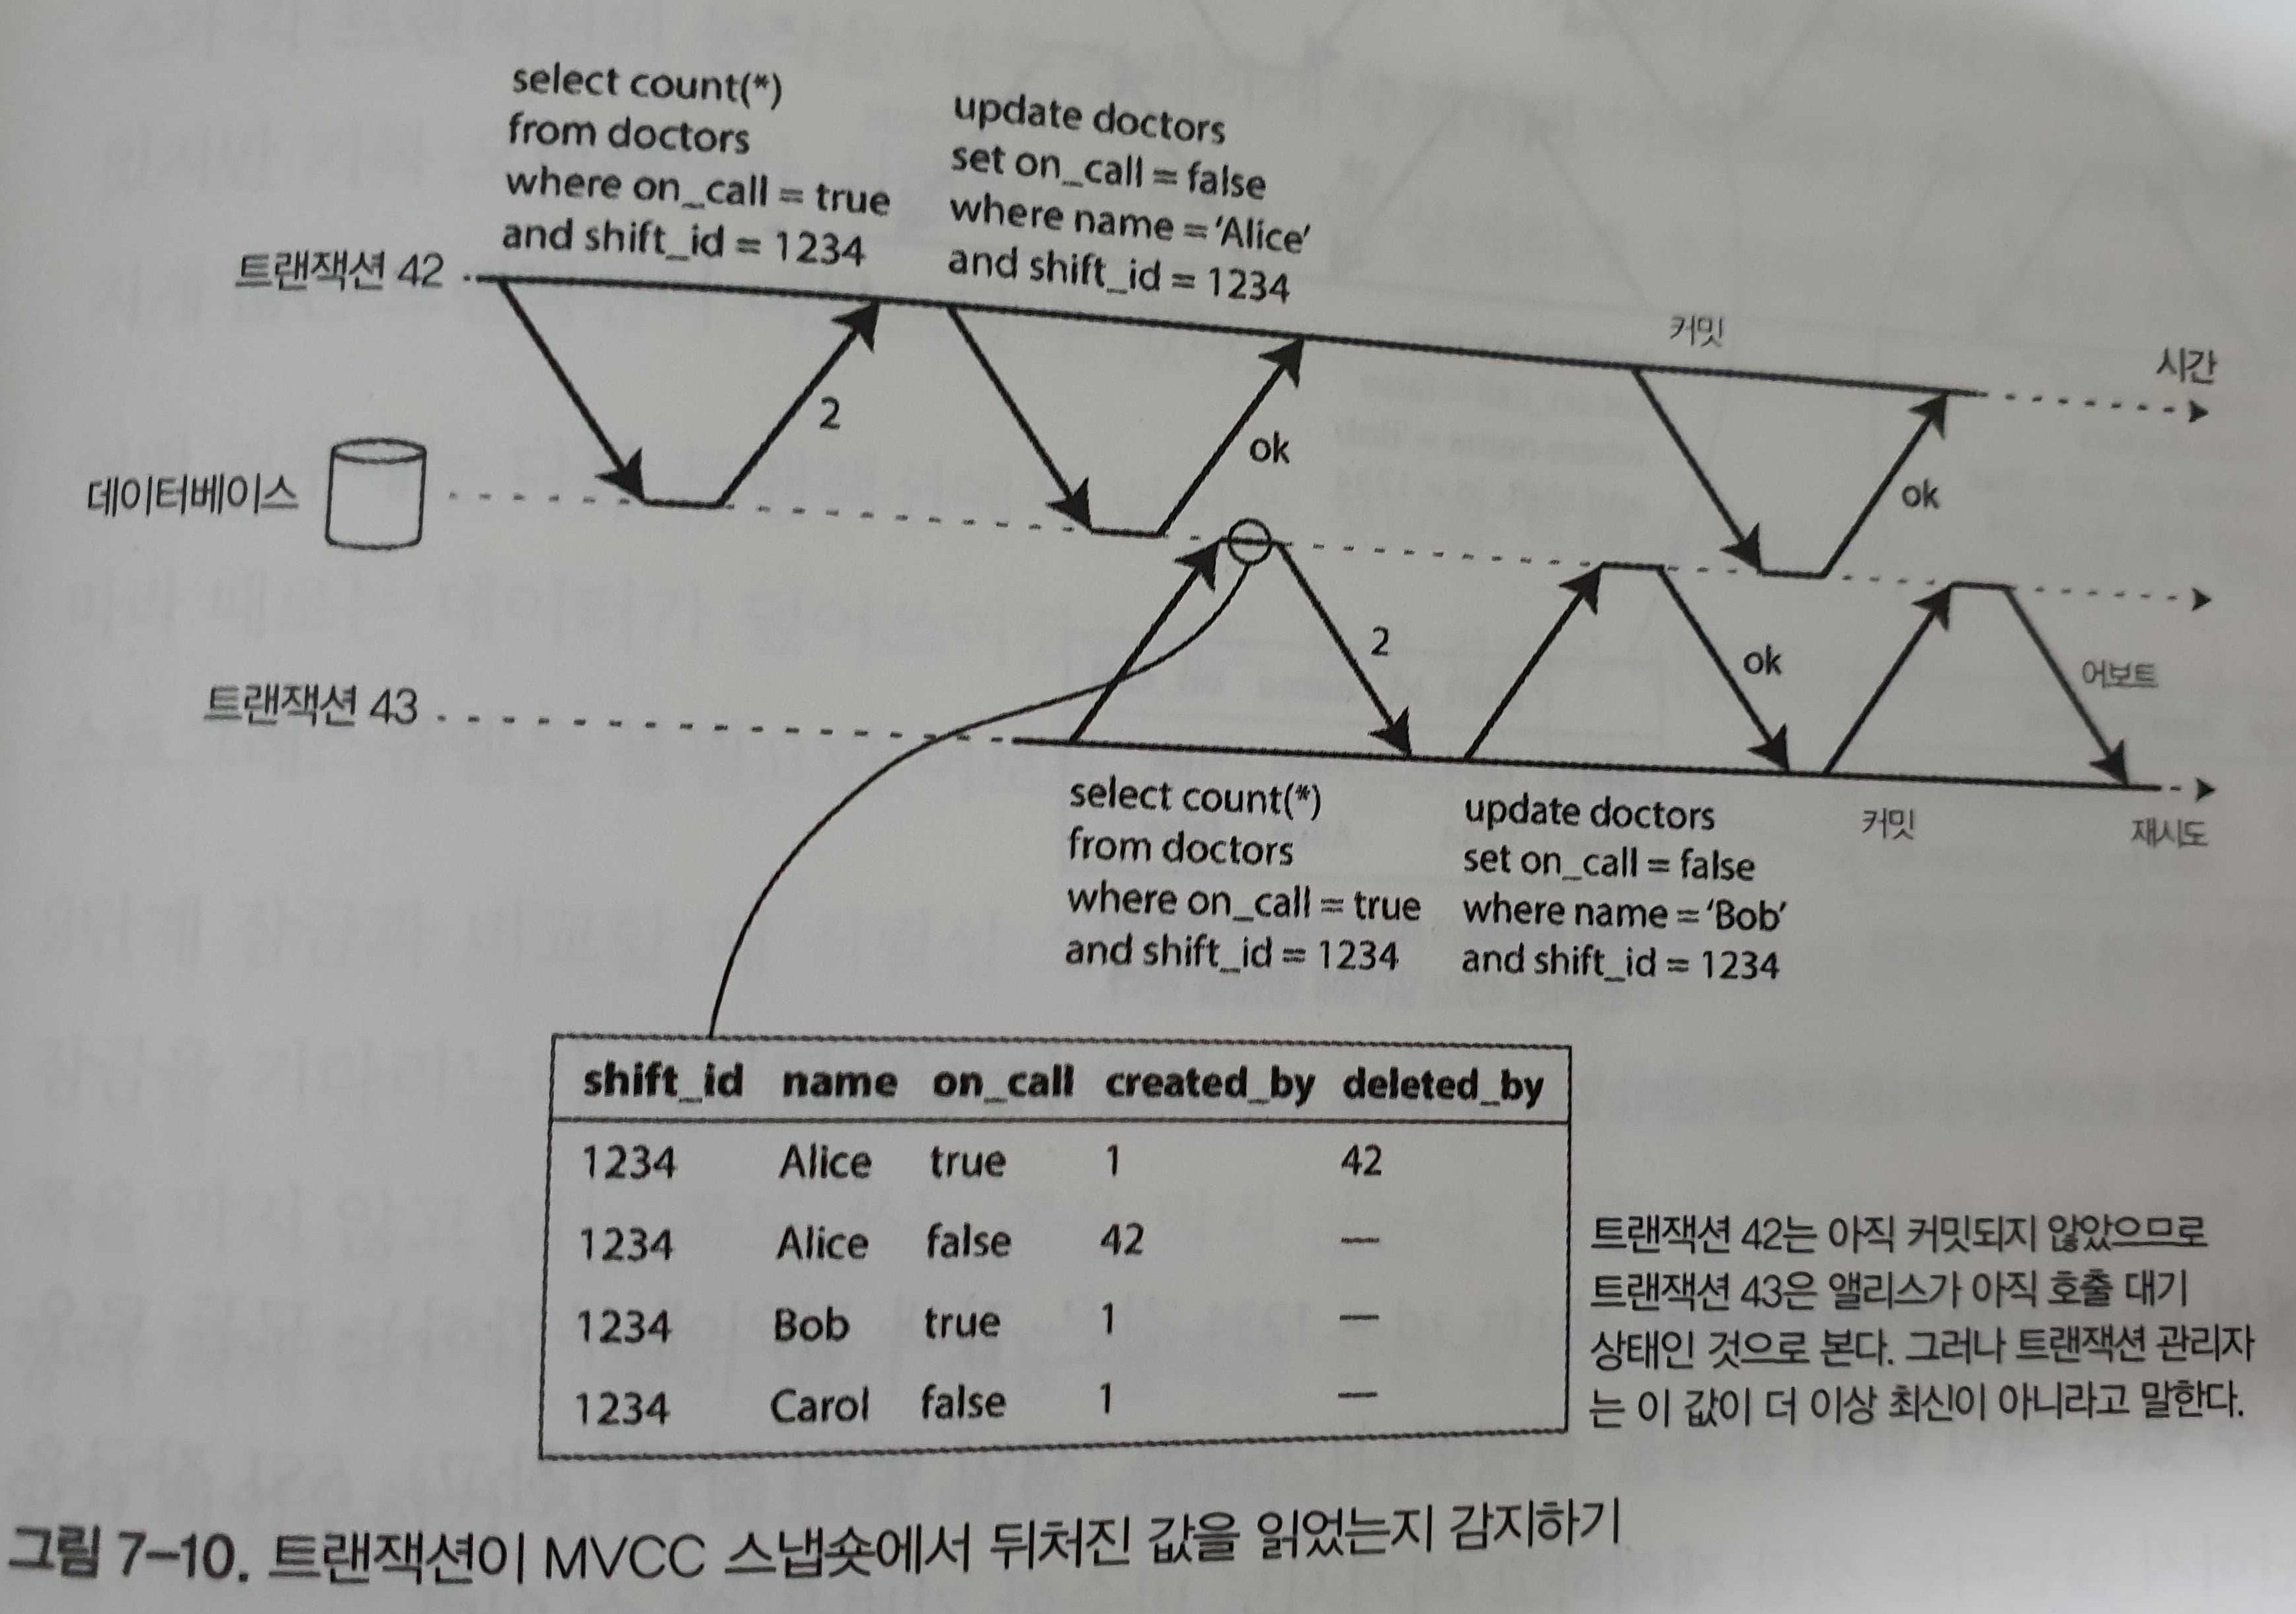 select count(*)
from doctors
where on_call = true
and shift_id = 1234
update doctors
set on_call = false
where name = ‘Alice’
and shift_id = 1234
트랜잭션 42
커밋
시간
2
ok
ok
데이터베이스
2
ok
어보트
트랜잭션 43
select count(*)
from doctors
where on_call = true
and shift_id = 1234
update doctors
set on_call = false
where name = ‘Bob’
and shift_id = 1234
커밋
재시도
shift_id name on_call created_by deleted_by
1234 Alice true 1 42
1234 Alice false 42 —
1234 Bob true 1 —
1234 Carol false 1 —
트랜잭션 42는 아직 커밋되지 않았으므로
트랜잭션 43은 앨리스가 아직 호출 대기
상태인 것으로 본다. 그러나 트랜잭션 관리자
는 이 값이 더 이상 최신이 아니라고 말한다.
그림 7-10. 트랜잭션이 MVCC 스냅숏에서 뒤처진 값을 읽었는지 감지하기